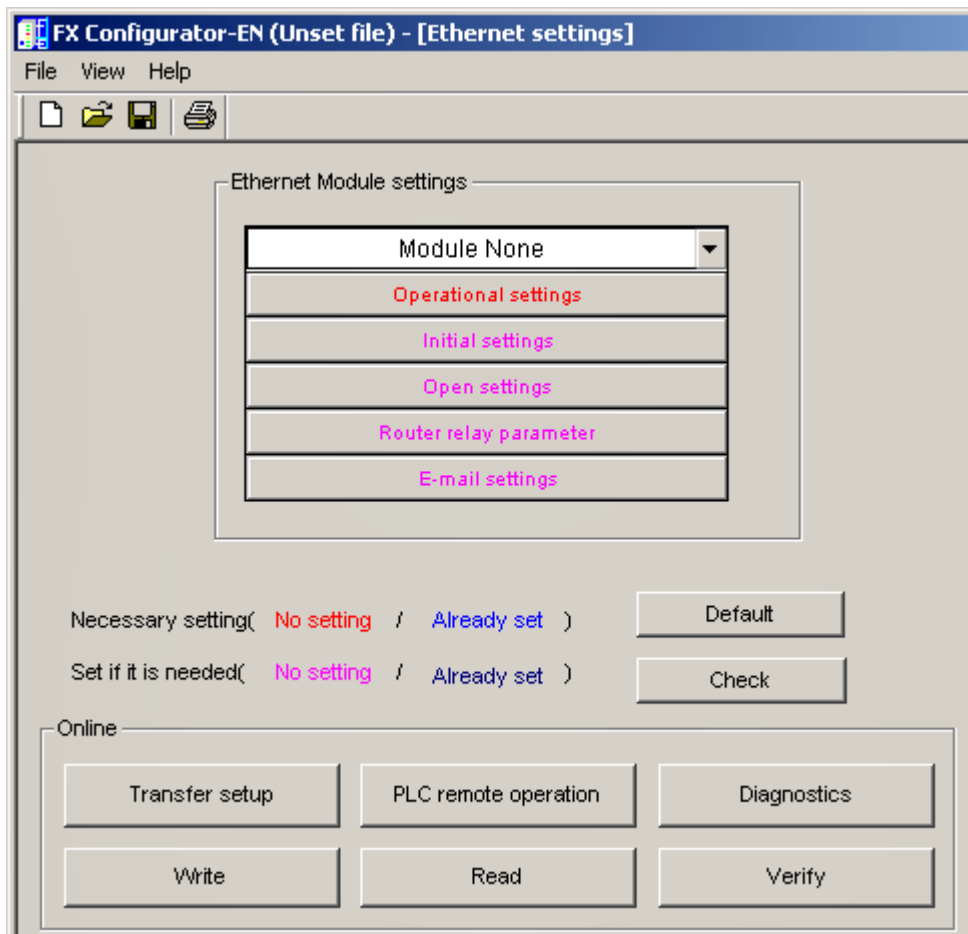 FX Configurator-EN (Unset file) - [Ethernet settings]
File View Help
Ethernet Module settings
Module None
Operational settings
Initial settings
Open settings
Router relay parameter
E-mail settings
Necessary setting( No setting / Already set )
Default
Set if it is needed( No setting / Already set )
Check
Online
Transfer setup
PLC remote operation
Diagnostics
Write
Read
Verify